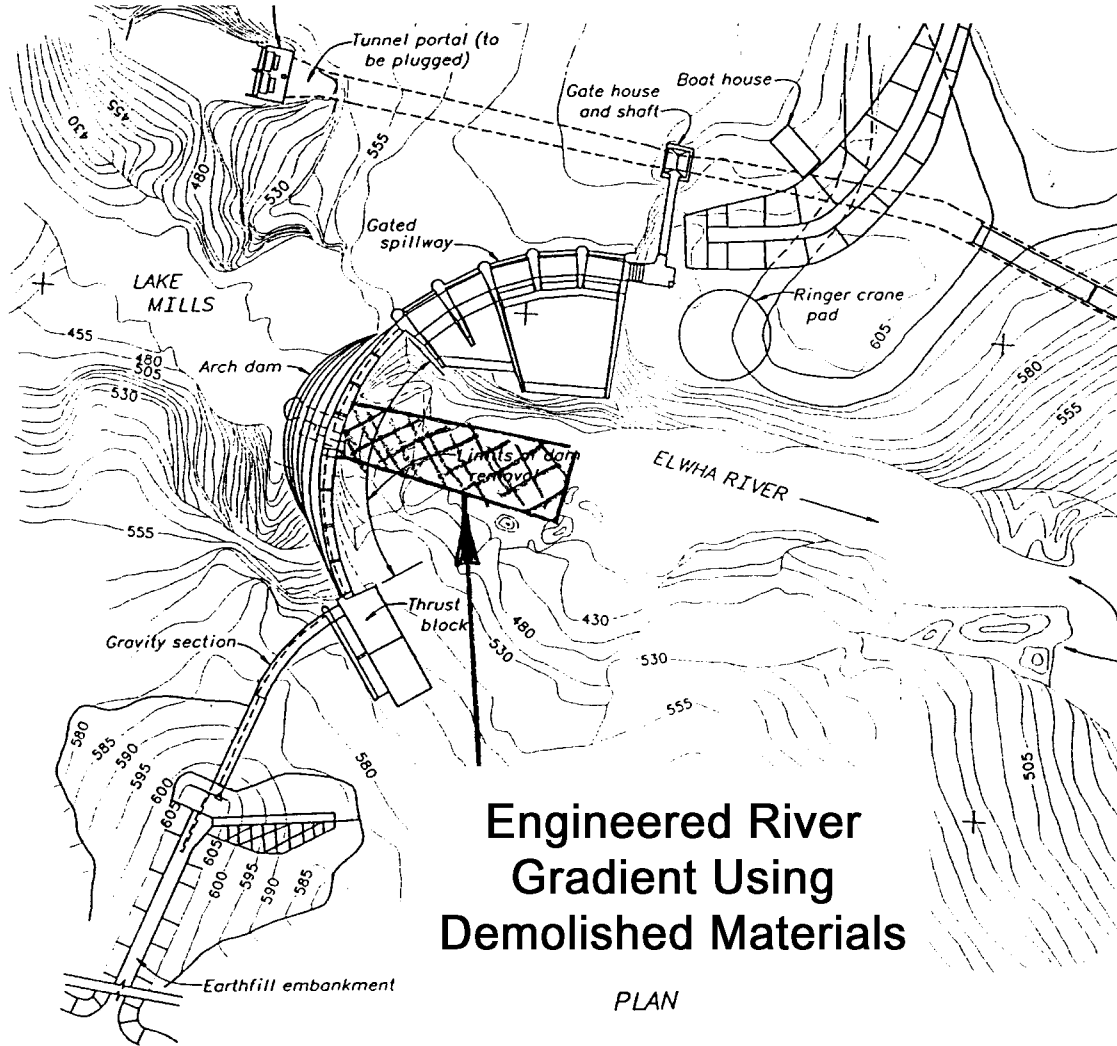 Tunnel portal (to
be plugged)
Boat house
Gate house
and shaft
455
430
480
530
555
Gated
spillway
LAKE
MILLS
Ringer crane
pad
605
455
480
505
530
Arch dam
580
555
Limits of dam
removal
ELWHA RIVER
555
Thrust
block
480
430
530
530
Gravity section
555
580
585
590
595
600
605
580
505
605
600
595
590
585
Engineered River
Gradient Using
Demolished Materials
Earthfill embankment
PLAN